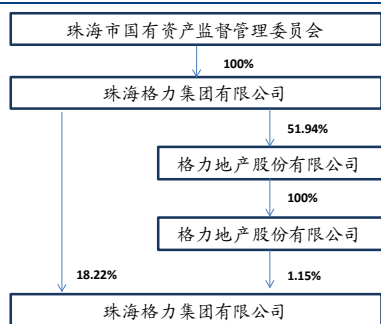 珠海市国有资产监督管理委员会
100%
珠海格力集团有限公司
51.94%
格力地产股份有限公司
100%
格力地产股份有限公司
18.22%
1.15%
珠海格力集团有限公司